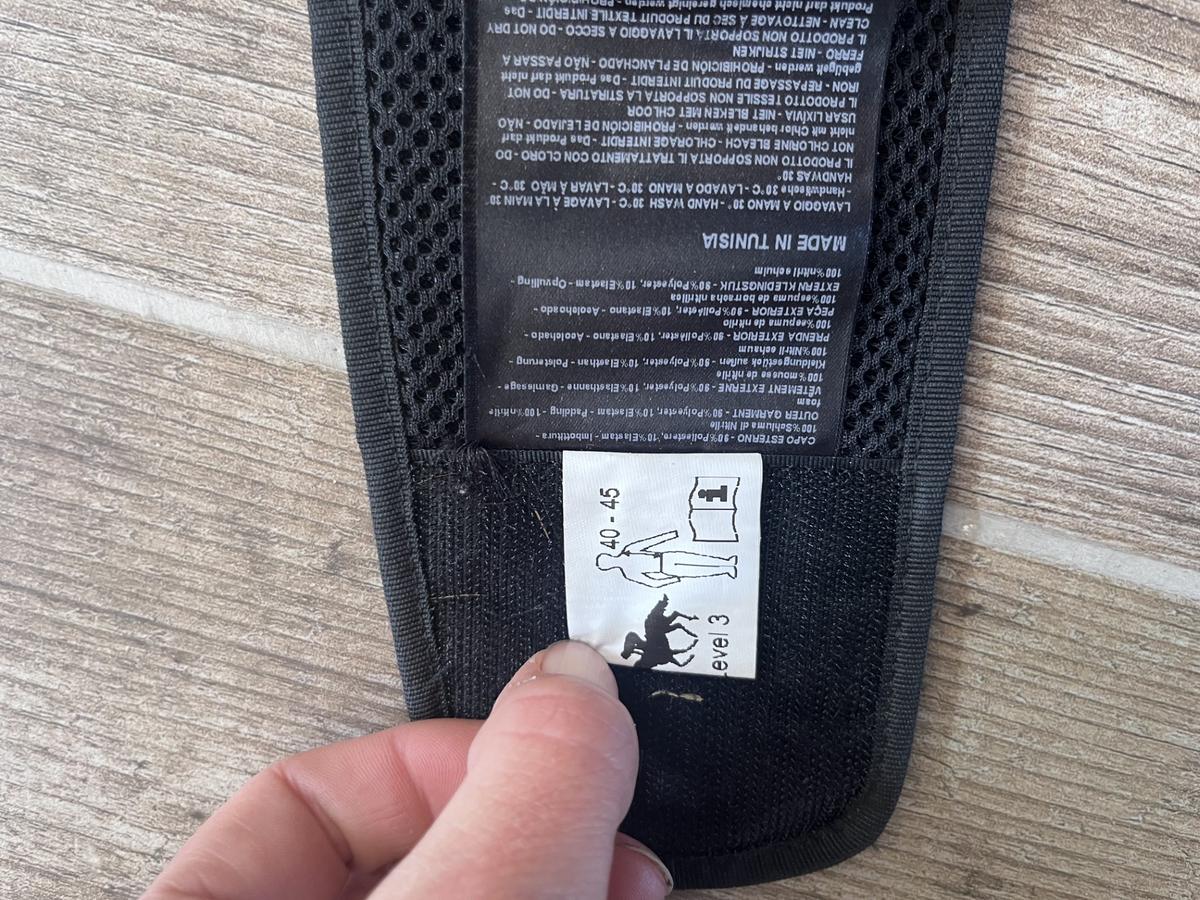 CAPO ESTERNO - 90%Poliestere, 10%Elastam - Imbottitura -
100%Schiuma di Nitrile
OUTER GARMENT - 90%Polyester, 10%Elastam - Padding - 100%nitrile
foam
VÊTEMENT EXTERNE - 90%Polyester, 10%Elasthanne - Garnissage -
100%mousse de nitrile
Kleidungsstück außen - 90%Polyester, 10%Elasthan - Polsterung -
100%Nitril schaum
PRENDA EXTERIOR - 90%Poliéster, 10%Elastano - Acolchado -
100%espuma de nitrilo
PEÇA EXTERIOR - 90%Poliéster, 10%Elastano - Acolchoado -
100%espuma de borracha nitrílica
EXTERN KLEDINGSTUK - 90%Polyester, 10%Elastam - Opvulling -
100%nitril schuim
MADE IN TUNISIA
LAVAGGIO A MANO 30° - HAND WASH 30°C - LAVAGE À LA MAIN 30°
- Handwäsche 30°C - LAVADO A MANO 30°C - LAVAR À MÃO 30°C -
HANDWAS 30°
IL PRODOTTO NON SOPPORTA IL TRATTAMENTO CON CLORO - DO
NOT CHLORINE BLEACH - CHLORAGE INTERDIT - Das Produkt darf
nicht mit Chlor behandelt werden - PROHIBICIÓN DE LEJIADO - NÃO
USAR LIXÍVIA - NIET BLEKEN MET CHLOOR
IL PRODOTTO TESSILE NON SOPPORTA LA STIRATURA - DO NOT
IRON - REPASSAGE DU PRODUIT INTERDIT - Das Produkt darf nicht
gebügelt werden - PROHIBICIÓN DE PLANCHADO - NÃO PASSAR A
FERRO - NIET STRIJKEN
IL PRODOTTO NON SOPPORTA IL LAVAGGIO A SECCO - DO NOT DRY
CLEAN - NETTOYAGE À SEC DU PRODUIT TEXTILE INTERDIT - Das
Produkt darf nicht chemisch gereinigt werden
40 - 45
i
evel 3